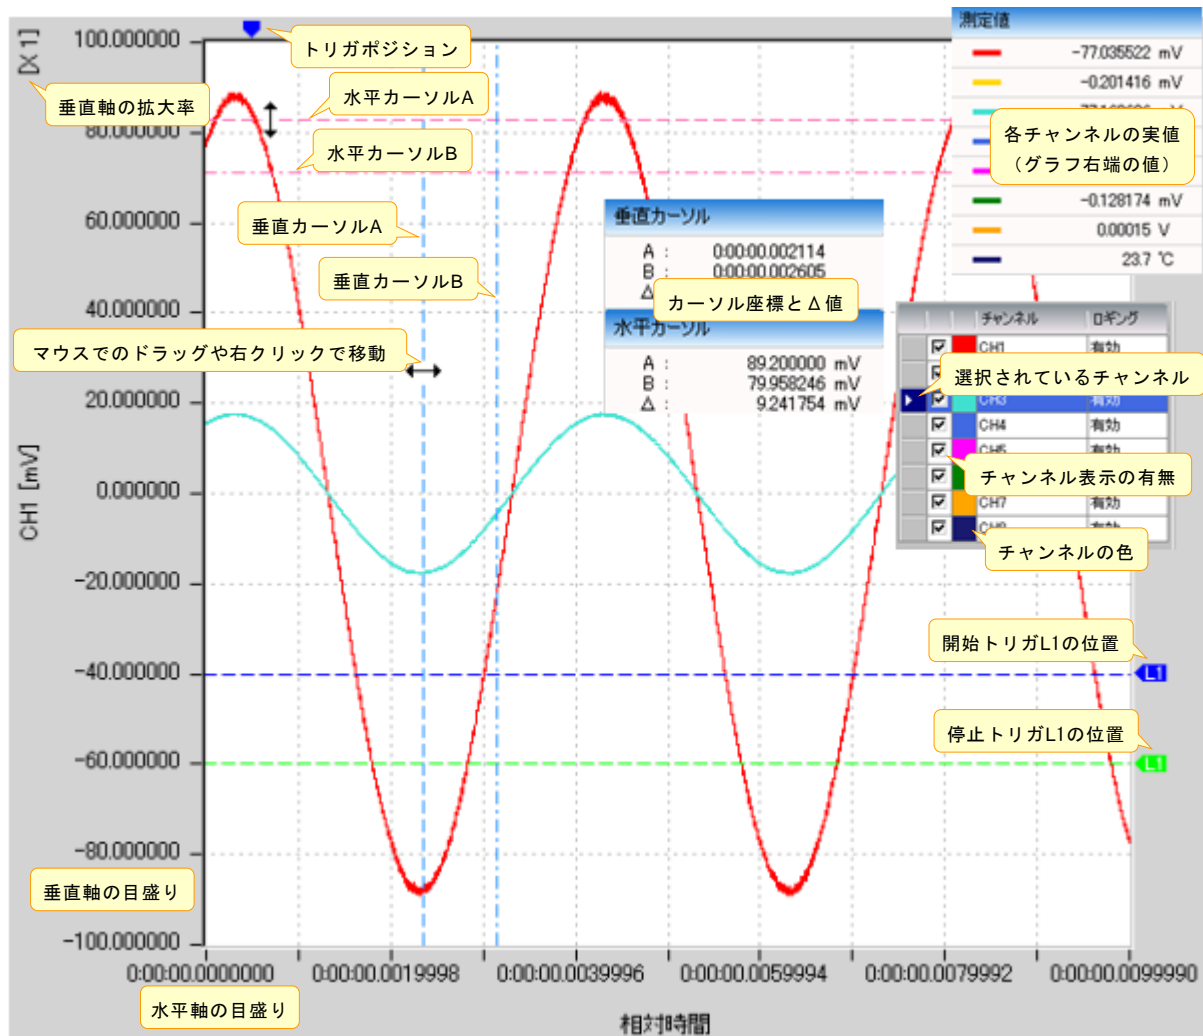 [X 1]
100.000000
80.000000
60.000000
40.000000
20.000000
0.000000
-20.000000
-40.000000
-60.000000
-80.000000
-100.000000
CH1 [mV]
トリガポジション
垂直軸の拡大率
水平カーソルA
水平カーソルB
垂直カーソルA
垂直カーソルB
マウスでのドラッグや右クリックで移動
測定値
-77.035522 mV
-0.201416 mV
各チャンネルの実値
(グラフ右端の値)
-0.128174 mV
0.00015 V
23.7 ℃
垂直カーソル
A : 0:00:00.002114
B : 0:00:00.002605
Δ
カーソル座標とΔ値
水平カーソル
A : 89.200000 mV
B : 79.958246 mV
Δ : 9.241754 mV
チャンネル ロギング
CH1 有効
選択されているチャンネル
CH3 有効
CH4 有効
CH5 有効
チャンネル表示の有無
CH7 有効
CH8 有効
チャンネルの色
開始トリガL1の位置
L1
停止トリガL1の位置
L1
垂直軸の目盛り
0:00:00.0000000
0:00:00.0019998
0:00:00.0039996
0:00:00.0059994
0:00:00.0079992
0:00:00.0099990
水平軸の目盛り
相対時間